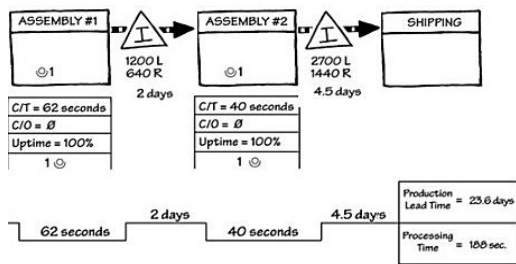 ASSEMBLY #1
I
ASSEMBLY #2
I
SHIPPING
1
1
1200 L
640 R
2 days
2700 L
1440 R
4.5 days
C/T = 62 seconds
C/O = Ø
Uptime = 100%
1
C/T = 40 seconds
C/O = Ø
Uptime = 100%
1
62 seconds
2 days
40 seconds
4.5 days
Production
Lead Time = 23.6 days
Processing
Time = 188 sec.